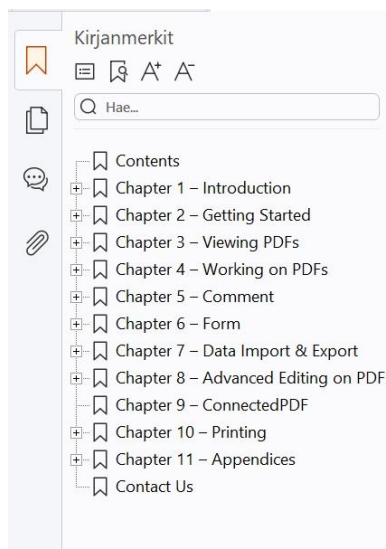 Kirjanmerkit
A+ A-
Hae...
Contents
Chapter 1 – Introduction
Chapter 2 – Getting Started
Chapter 3 – Viewing PDFs
Chapter 4 – Working on PDFs
Chapter 5 – Comment
Chapter 6 – Form
Chapter 7 – Data Import & Export
Chapter 8 – Advanced Editing on PDF
Chapter 9 – ConnectedPDF
Chapter 10 – Printing
Chapter 11 – Appendices
Contact Us